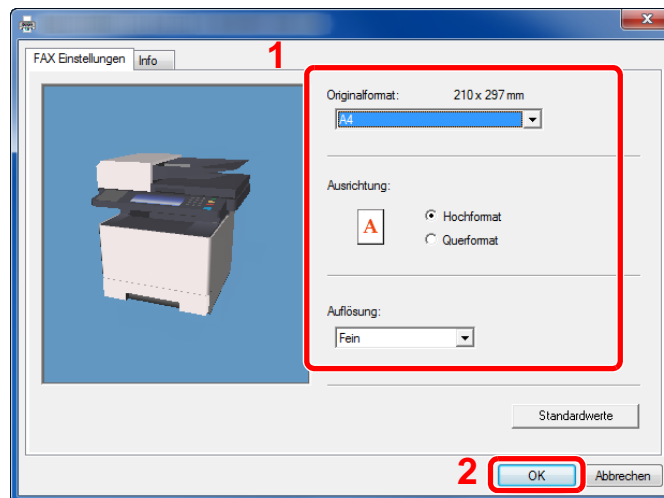 1
FAX Einstellungen
Info
Originalformat: 210 x 297 mm
A4
Ausrichtung:
A
Hochformat
Querformat
Auflösung:
Fein
Standardwerte
2
OK
Abbrechen